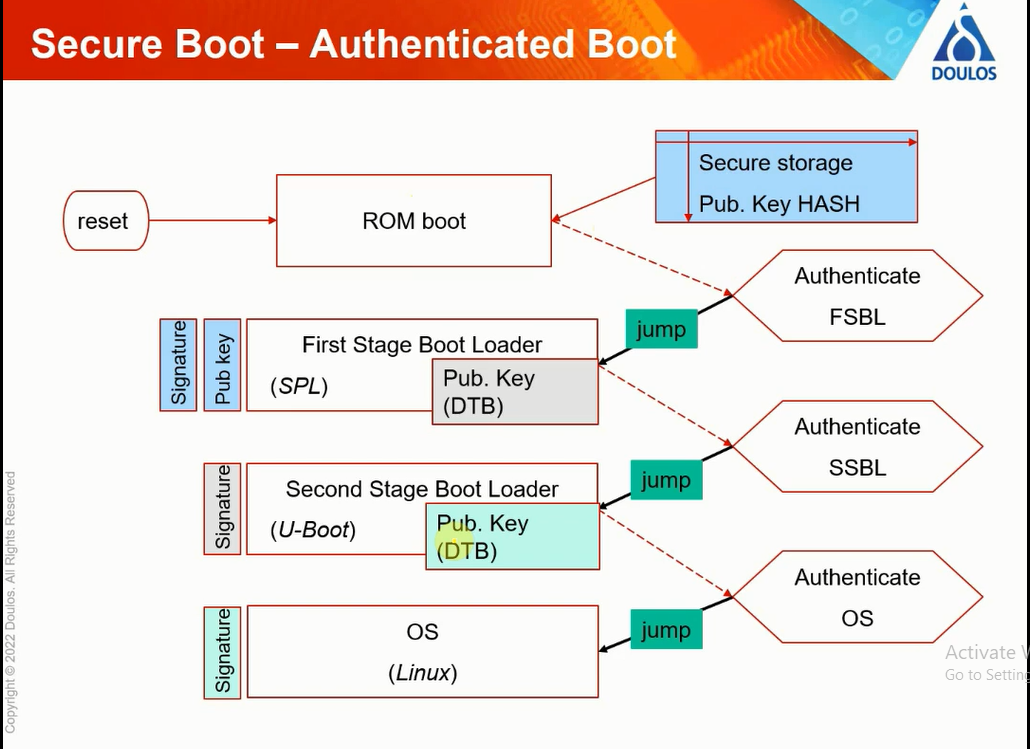 Secure Boot – Authenticated Boot
DOULOS
Secure storage
Pub. Key HASH
reset
ROM boot
Authenticate
FSBL
jump
Signature
Pub key
First Stage Boot Loader
(SPL)
Pub. Key
(DTB)
Authenticate
SSBL
jump
Signature
Second Stage Boot Loader
(U-Boot)
Pub. Key
(DTB)
Authenticate
OS
jump
Signature
OS
(Linux)
Copyright © 2022 Doulos. All Rights Reserved
Activate
Go to Setting